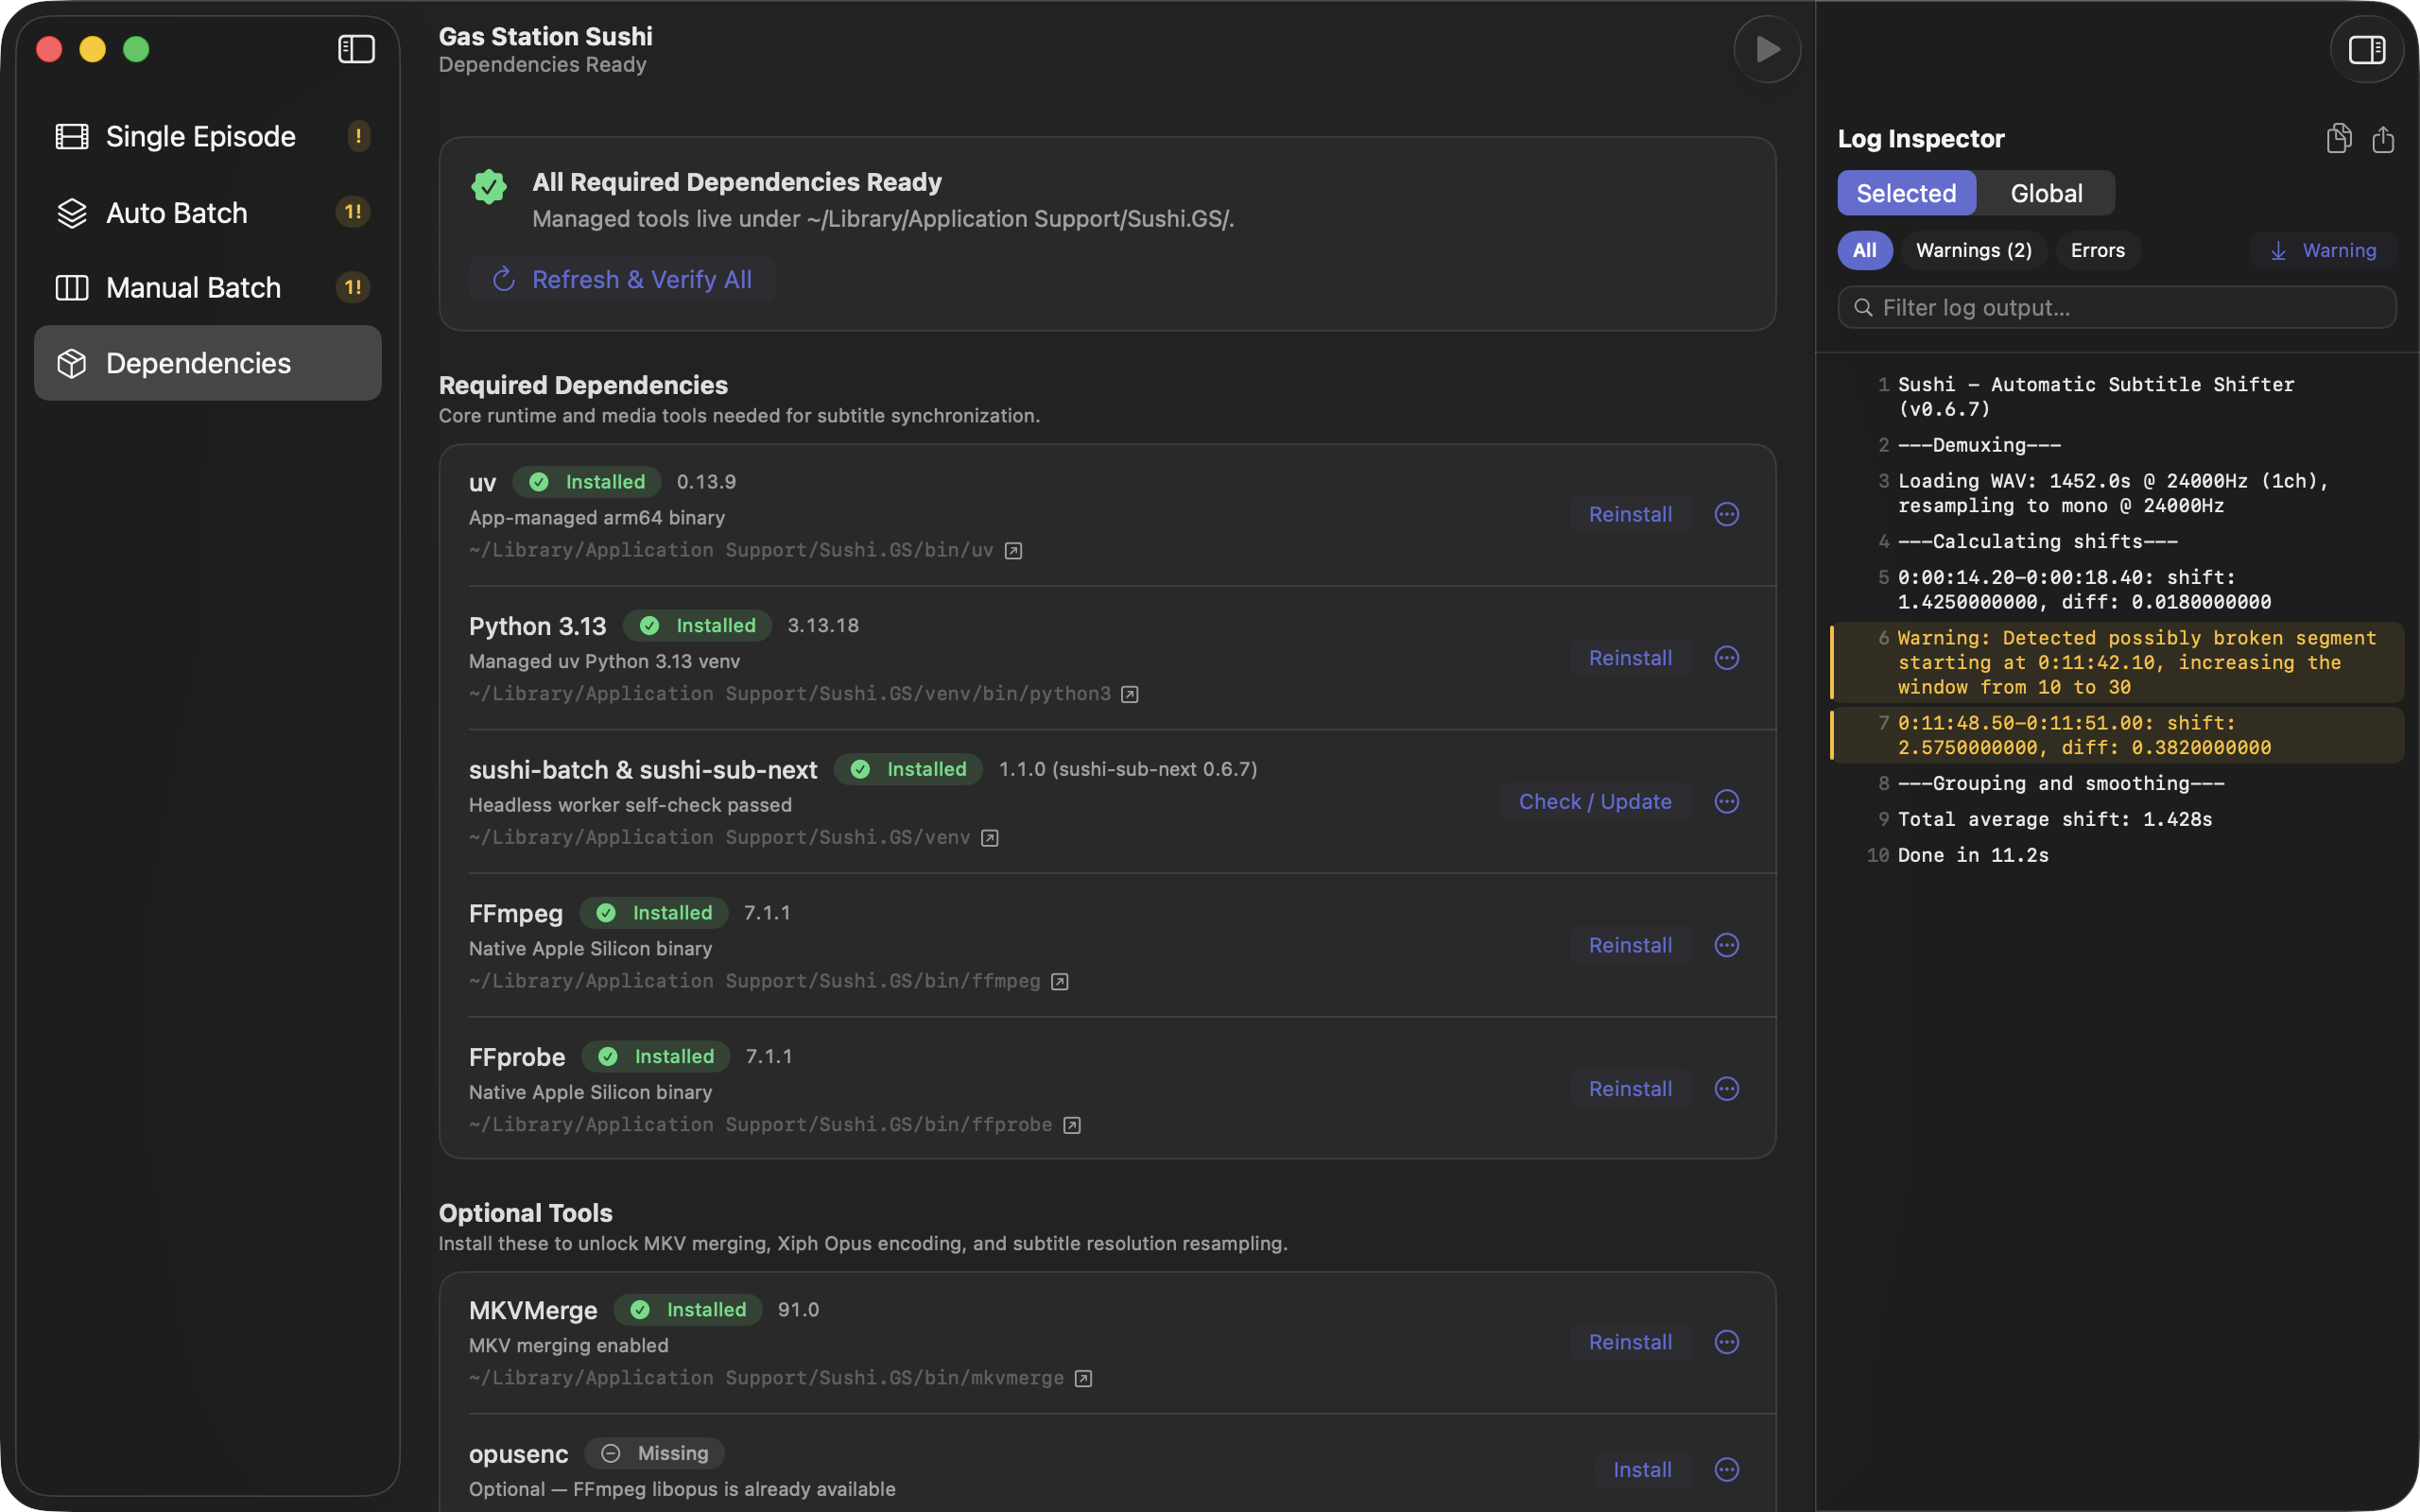 Single Episode !
Auto Batch 1!
Manual Batch 1!
Dependencies
Gas Station Sushi
Dependencies Ready
All Required Dependencies Ready
Managed tools live under ~/Library/Application Support/Sushi.GS/.
Refresh & Verify All
Required Dependencies
Core runtime and media tools needed for subtitle synchronization.
uv Installed 0.13.9
App-managed arm64 binary
~/Library/Application Support/Sushi.GS/bin/uv
Reinstall
Python 3.13 Installed 3.13.18
Managed uv Python 3.13 venv
~/Library/Application Support/Sushi.GS/venv/bin/python3
Reinstall
sushi-batch & sushi-sub-next Installed 1.1.0 (sushi-sub-next 0.6.7)
Headless worker self-check passed
~/Library/Application Support/Sushi.GS/venv
Check / Update
FFmpeg Installed 7.1.1
Native Apple Silicon binary
~/Library/Application Support/Sushi.GS/bin/ffmpeg
Reinstall
FFprobe Installed 7.1.1
Native Apple Silicon binary
~/Library/Application Support/Sushi.GS/bin/ffprobe
Reinstall
Optional Tools
Install these to unlock MKV merging, Xiph Opus encoding, and subtitle resolution resampling.
MKVMerge Installed 91.0
MKV merging enabled
~/Library/Application Support/Sushi.GS/bin/mkvmerge
Reinstall
opusenc Missing
Optional — FFmpeg libopus is already available
Install
Log Inspector
Selected Global
All Warnings (2) Errors Warning
Filter log output...
1 Sushi - Automatic Subtitle Shifter
(v0.6.7)
2 ---Demuxing---
3 Loading WAV: 1452.0s @ 24000Hz (1ch),
resampling to mono @ 24000Hz
4 ---Calculating shifts---
5 0:00:14.20-0:00:18.40: shift:
1.4250000000, diff: 0.0180000000
6 Warning: Detected possibly broken segment
starting at 0:11:42.10, increasing the
window from 10 to 30
7 0:11:48.50-0:11:51.00: shift:
2.5750000000, diff: 0.3820000000
8 ---Grouping and smoothing---
9 Total average shift: 1.428s
10 Done in 11.2s